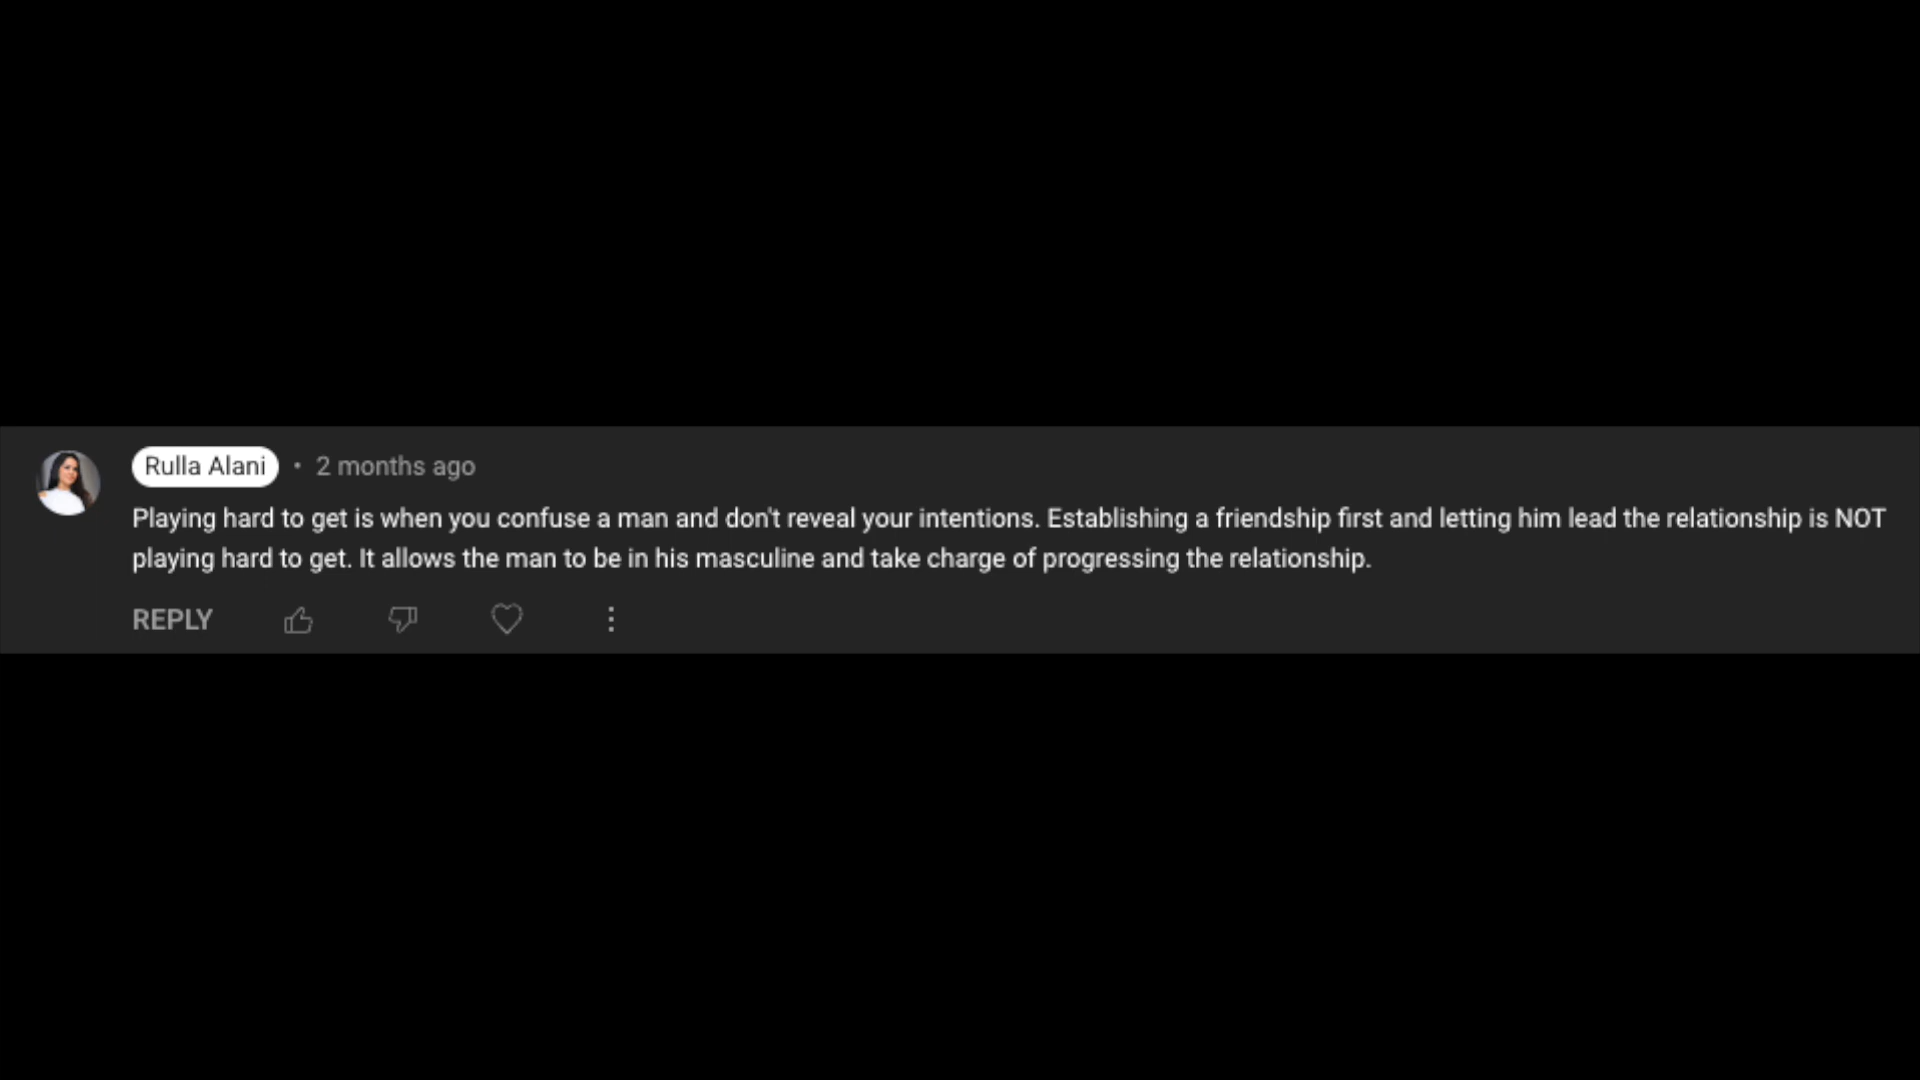 Rulla Alani • 2 months ago
Playing hard to get is when you confuse a man and don't reveal your intentions. Establishing a friendship first and letting him lead the relationship is NOT
playing hard to get. It allows the man to be in his masculine and take charge of progressing the relationship.
REPLY